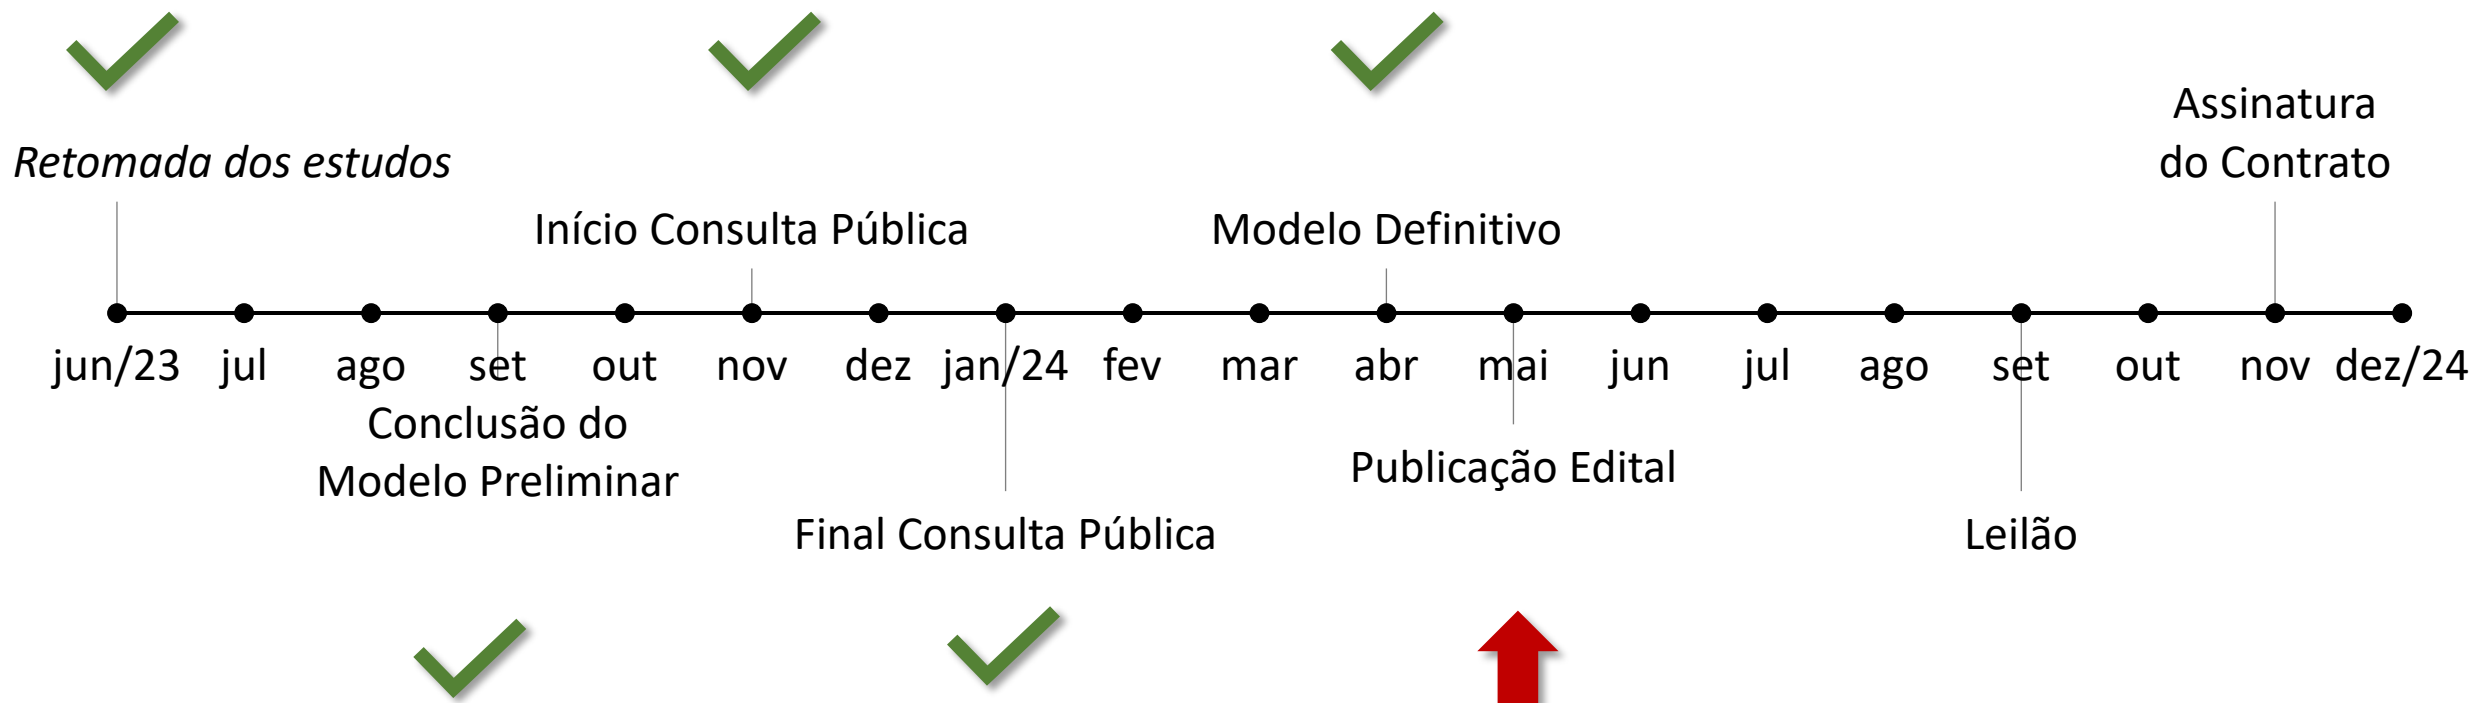 Assinatura
do Contrato
Retomada dos estudos
Início Consulta Pública
Modelo Definitivo
jun/23 jul ago set out nov dez jan/24 fev mar abr mai jun jul ago set out nov dez/24
Conclusão do
Modelo Preliminar
Publicação Edital
Final Consulta Pública
Leilão